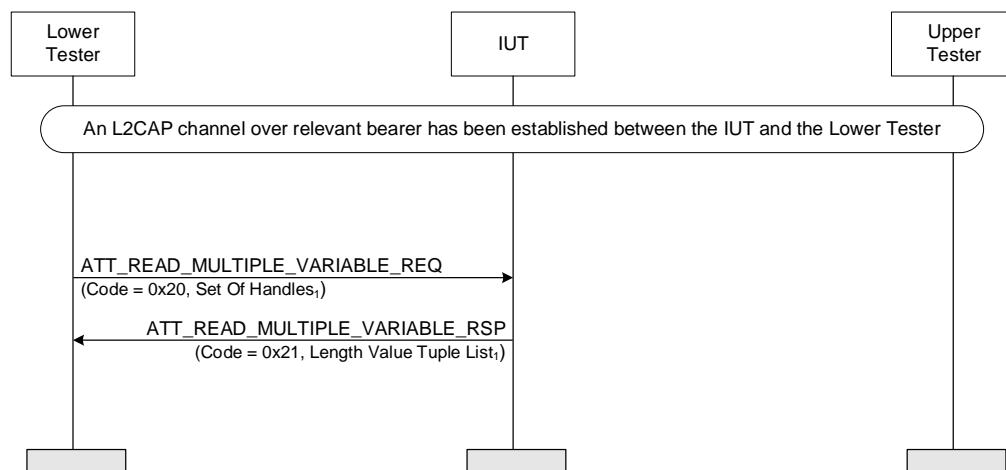 Lower
Tester
IUT
Upper
Tester
An L2CAP channel over relevant bearer has been established between the IUT and the Lower Tester
ATT_READ_MULTIPLE_VARIABLE_REQ
(Code = 0x20, Set Of Handles₁)
ATT_READ_MULTIPLE_VARIABLE_RSP
(Code = 0x21, Length Value Tuple List₁)